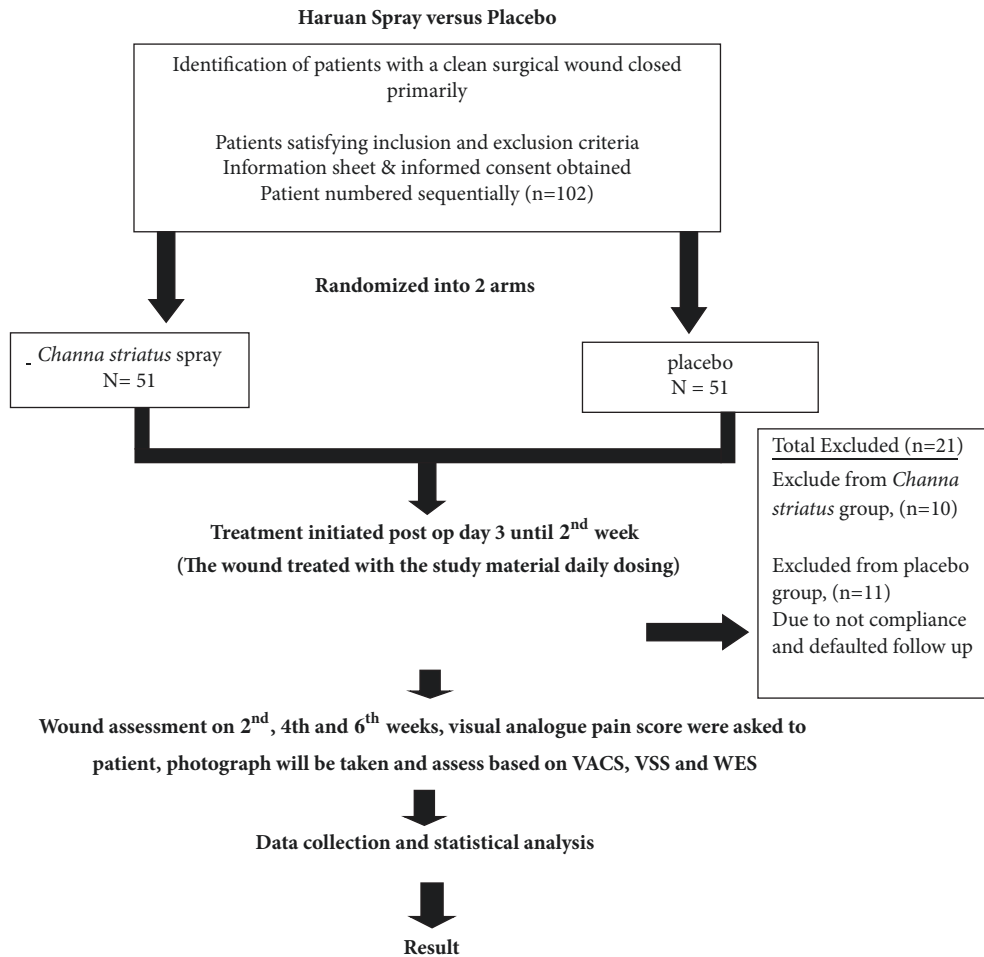 Haruan Spray versus Placebo
Identification of patients with a clean surgical wound closed
primarily
Patients satisfying inclusion and exclusion criteria
Information sheet & informed consent obtained
Patient numbered sequentially (n=102)
Randomized into 2 arms
- Channa striatus spray
N= 51
placebo
N = 51
Total Excluded (n=21)
Exclude from Channa
striatus group, (n=10)
Excluded from placebo
group, (n=11)
Due to not compliance
and defaulted follow up
Treatment initiated post op day 3 until 2nd week
(The wound treated with the study material daily dosing)
Wound assessment on 2nd, 4th and 6th weeks, visual analogue pain score were asked to
patient, photograph will be taken and assess based on VACS, VSS and WES
Data collection and statistical analysis
Result